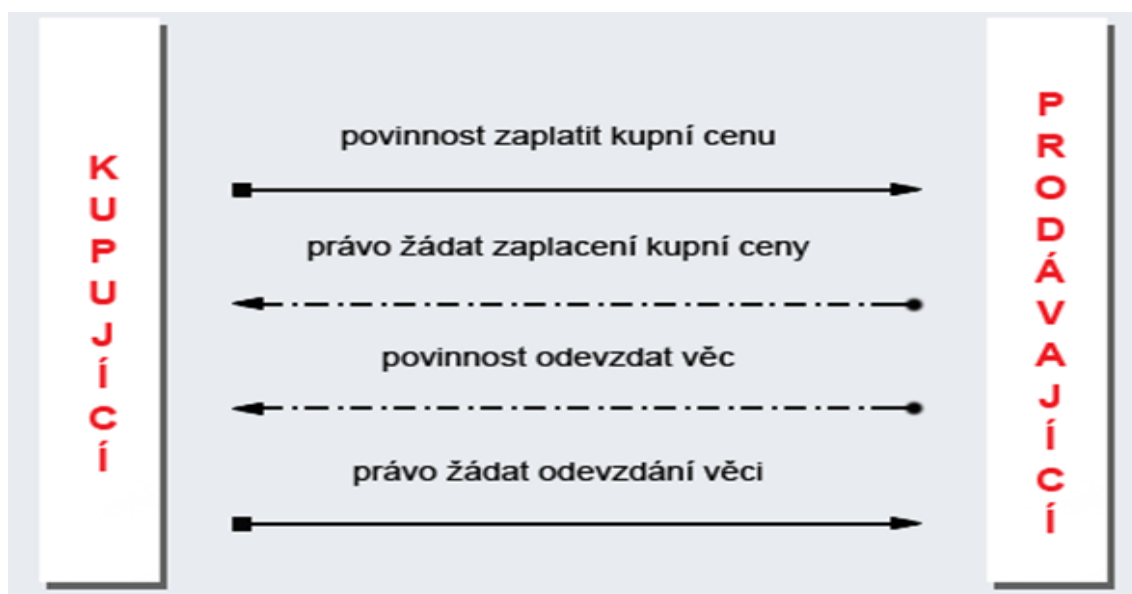 KUPUJÍCÍ
povinnost zaplatit kupní cenu
právo žádat zaplacení kupní ceny
povinnost odevzdat věc
právo žádat odevzdání věci
PRODÁVAJÍCÍ